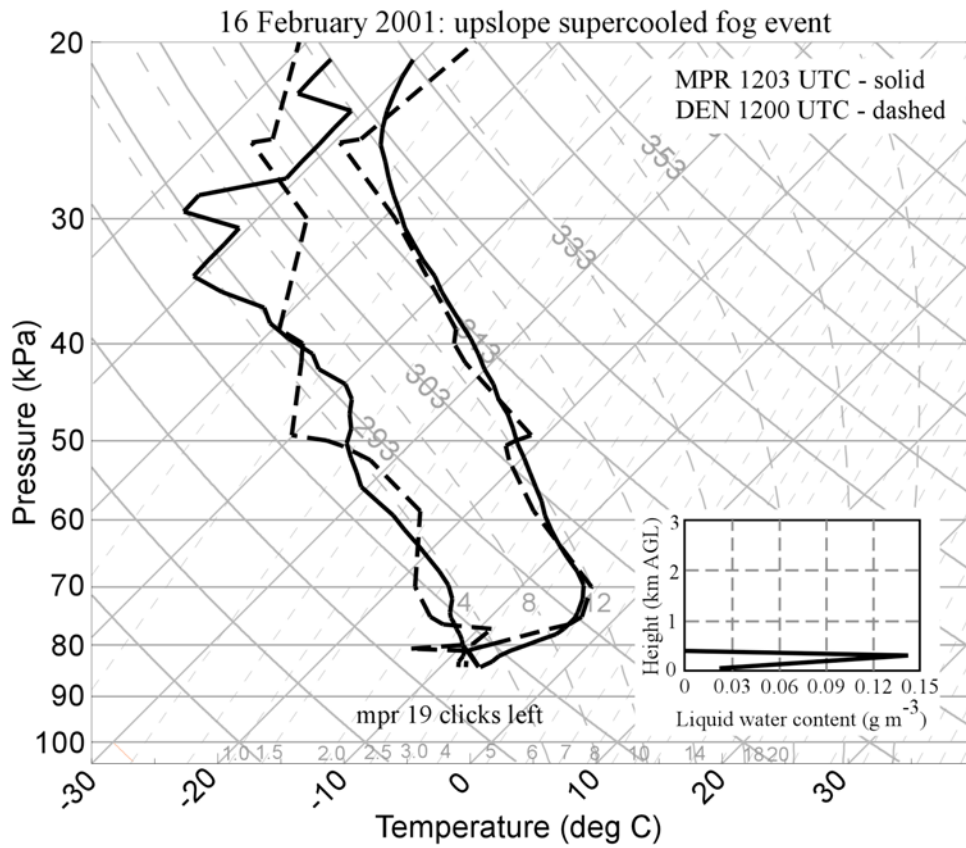 16 February 2001: upslope supercooled fog event
20
MPR 1203 UTC - solid
DEN 1200 UTC - dashed
353
30
333
Pressure (kPa)
40
343
303
293
50
60
70
4 8 12
80
90
100
mpr 19 clicks left
Height (km AGL)
3
2
1
0
0 0.03 0.06 0.09 0.12 0.15
Liquid water content (g m-3)
1.0 1.5 2.0 2.5 3.0 4 5 6 7 8 10 14 18 20
-30 -20 -10 0 10 20 30
Temperature (deg C)